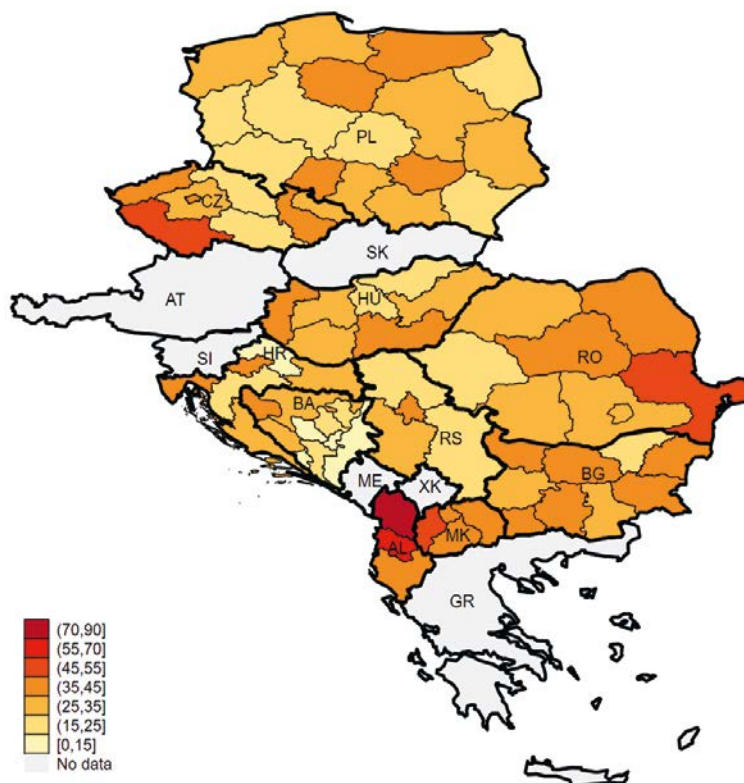 PL
CZ
SK
AT
HU
SI
HR
RO
BA
RS
ME
XK
BG
AL
MK
GR
(70,90]
(55,70]
(45,55]
(35,45]
(25,35]
(15,25]
[0,15]
No data